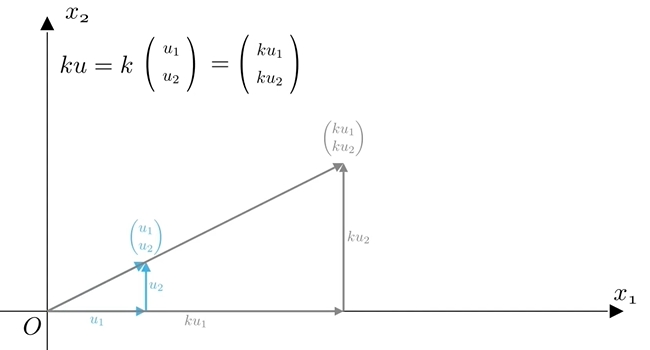 x₂
ku = k (u₁ u₂) = (ku₁ ku₂)
(ku₁ ku₂)
(u₁ u₂)
ku₂
u₂
x₁
O
u₁
ku₁